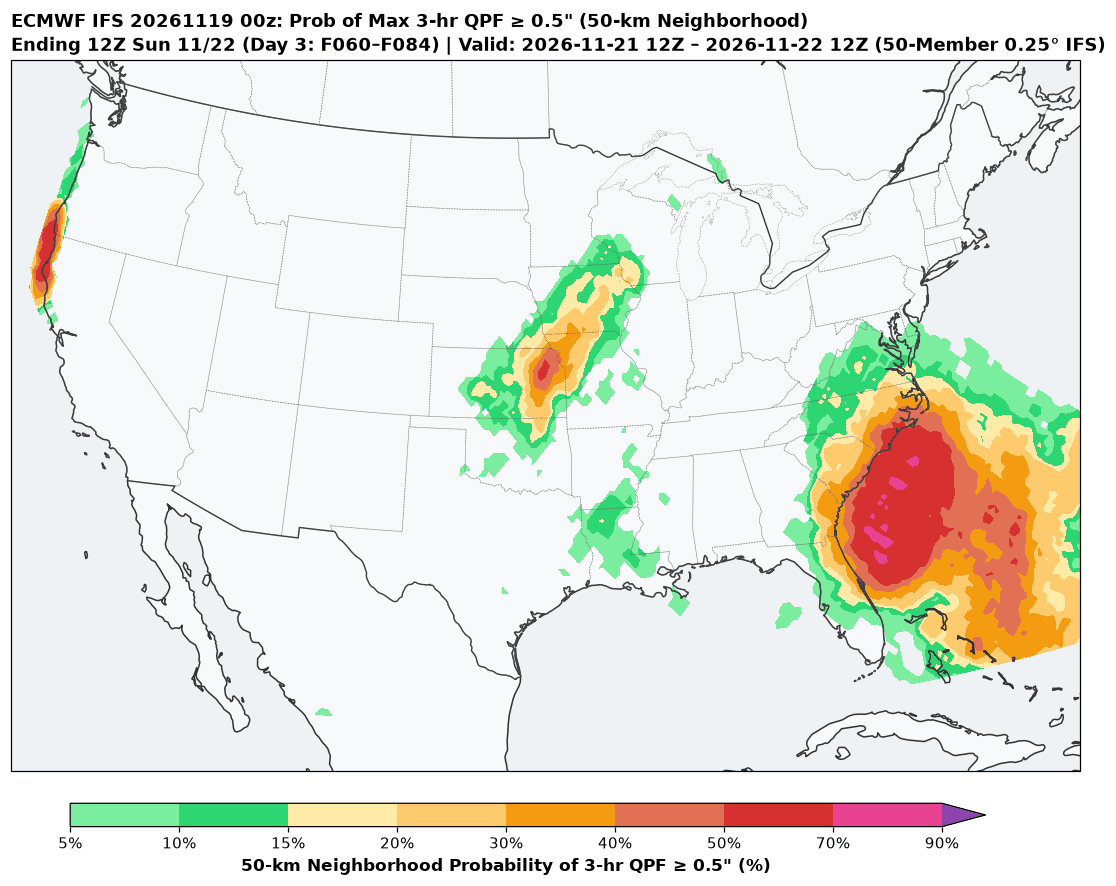 ECMWF IFS 20261119 00z: Prob of Max 3-hr QPF ≥ 0.5" (50-km Neighborhood)
Ending 12Z Sun 11/22 (Day 3: F060–F084) | Valid: 2026-11-21 12Z – 2026-11-22 12Z (50-Member 0.25° IFS)
5% 10% 15% 20% 30% 40% 50% 70% 90%
50-km Neighborhood Probability of 3-hr QPF ≥ 0.5" (%)